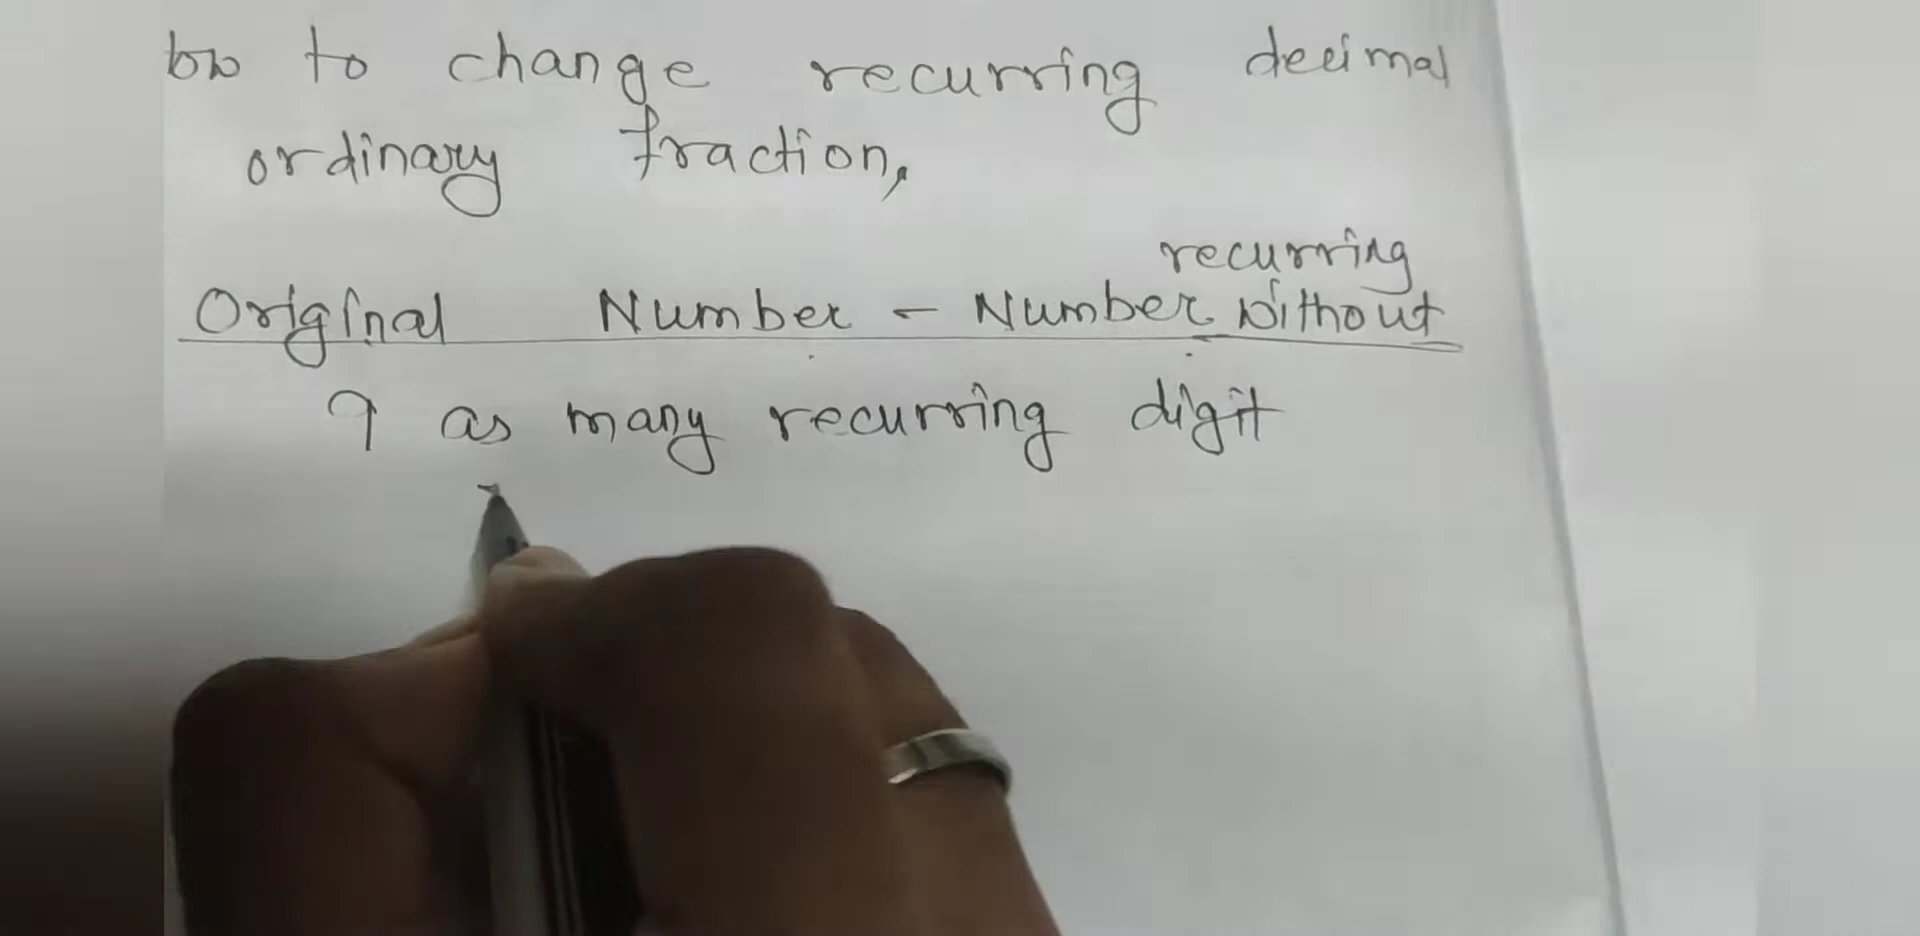 to change recurring decimal
ordinary fraction,
recurring
Original Number - Number without
9 as many recurring digit